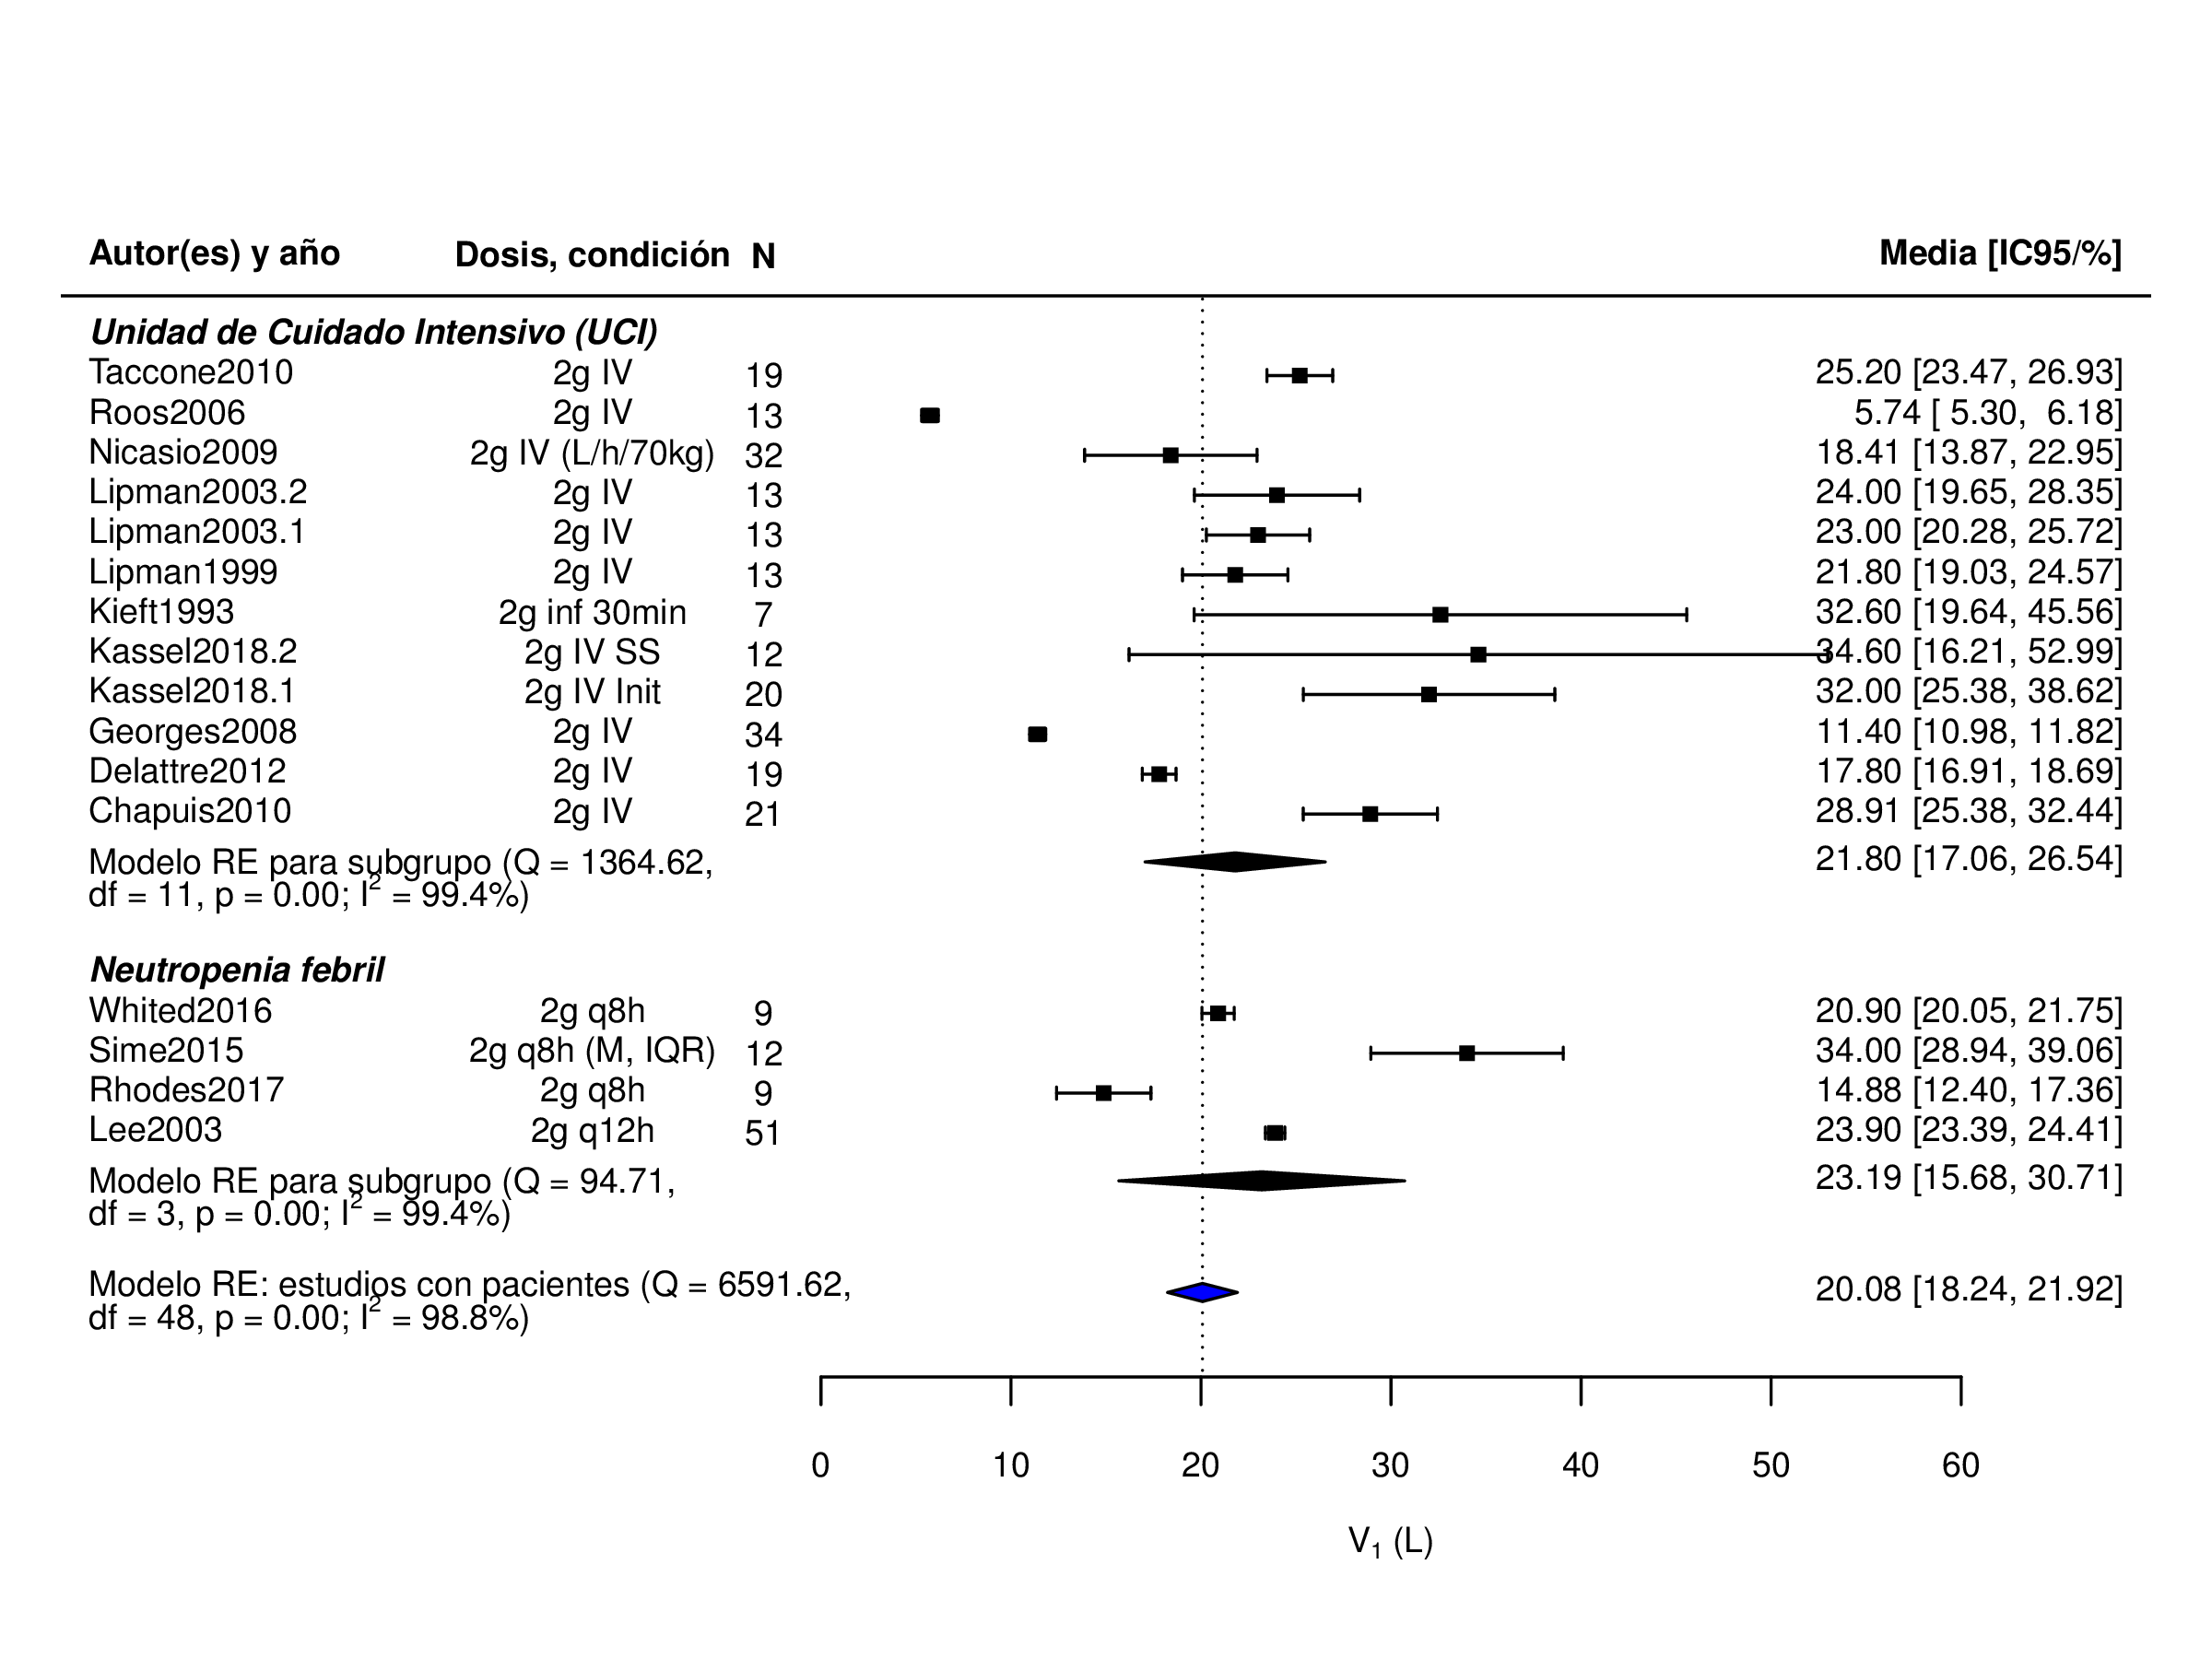 Autor(es) y año Dosis, condición N Media [IC95/%]
Unidad de Cuidado Intensivo (UCI)
Taccone2010 2g IV 19 25.20 [23.47, 26.93]
Roos2006 2g IV 13 5.74 [ 5.30, 6.18]
Nicasio2009 2g IV (L/h/70kg) 32 18.41 [13.87, 22.95]
Lipman2003.2 2g IV 13 24.00 [19.65, 28.35]
Lipman2003.1 2g IV 13 23.00 [20.28, 25.72]
Lipman1999 2g IV 13 21.80 [19.03, 24.57]
Kieft1993 2g inf 30min 7 32.60 [19.64, 45.56]
Kassel2018.2 2g IV SS 12 34.60 [16.21, 52.99]
Kassel2018.1 2g IV Init 20 32.00 [25.38, 38.62]
Georges2008 2g IV 34 11.40 [10.98, 11.82]
Delattre2012 2g IV 19 17.80 [16.91, 18.69]
Chapuis2010 2g IV 21 28.91 [25.38, 32.44]
Modelo RE para subgrupo (Q = 1364.62, 21.80 [17.06, 26.54]
df = 11, p = 0.00; I² = 99.4%)
Neutropenia febril
Whited2016 2g q8h 9 20.90 [20.05, 21.75]
Sime2015 2g q8h (M, IQR) 12 34.00 [28.94, 39.06]
Rhodes2017 2g q8h 9 14.88 [12.40, 17.36]
Lee2003 2g q12h 51 23.90 [23.39, 24.41]
Modelo RE para subgrupo (Q = 94.71, 23.19 [15.68, 30.71]
df = 3, p = 0.00; I² = 99.4%)
Modelo RE: estudios con pacientes (Q = 6591.62, 20.08 [18.24, 21.92]
df = 48, p = 0.00; I² = 98.8%)
0 10 20 30 40 50 60
V₁ (L)